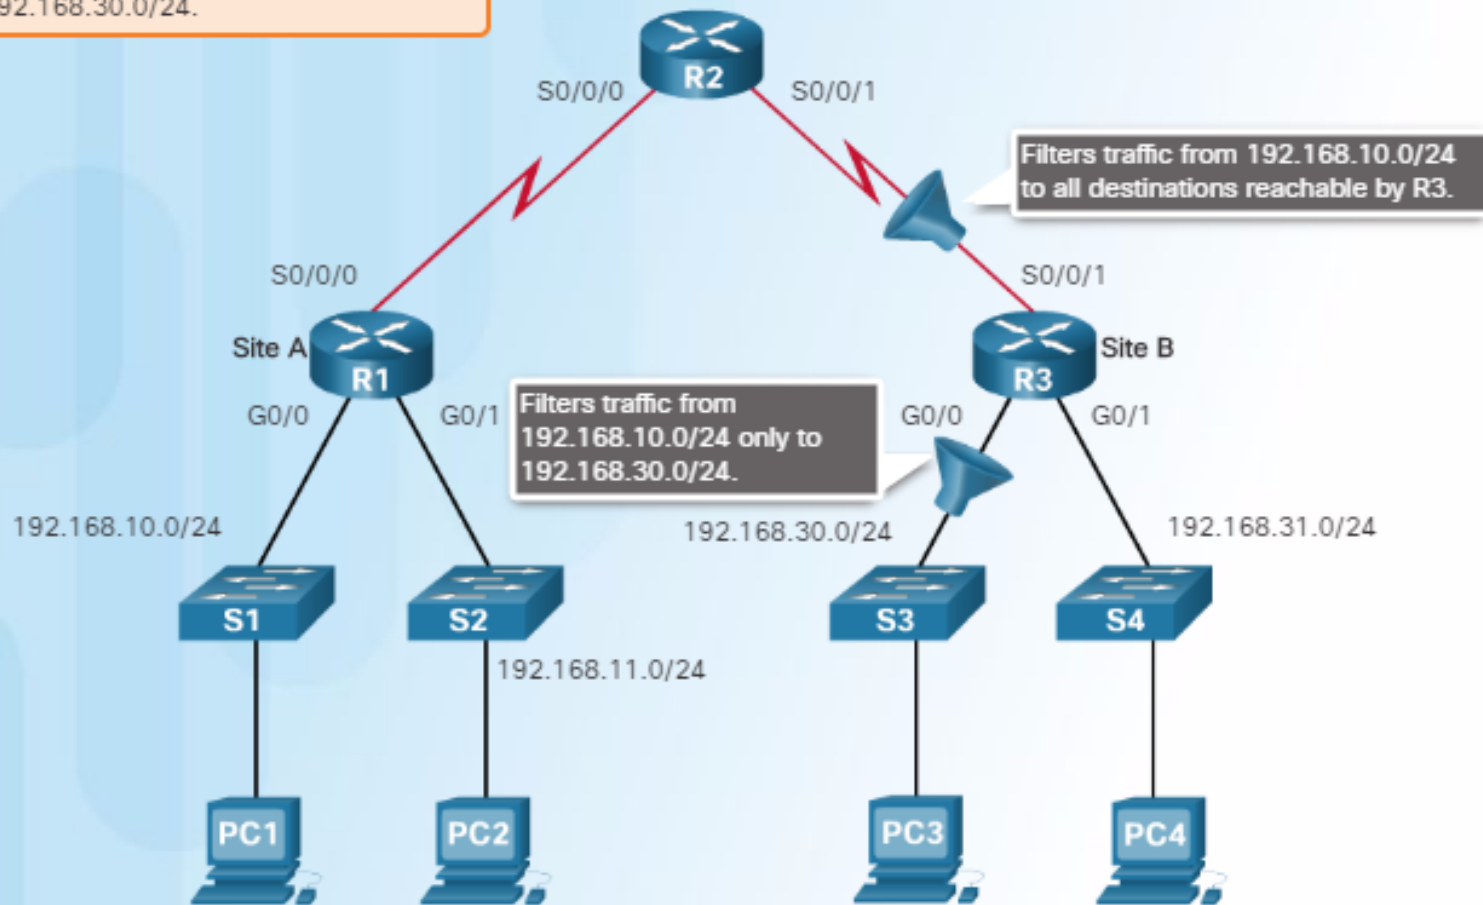 92.168.30.0/24.
R2
S0/0/0
S0/0/1
Filters traffic from 192.168.10.0/24
to all destinations reachable by R3.
S0/0/0
S0/0/1
Site A
R1
R3
Site B
G0/0
G0/1
Filters traffic from
192.168.10.0/24 only to
192.168.30.0/24.
G0/0
G0/1
192.168.10.0/24
192.168.30.0/24
192.168.31.0/24
S1
S2
S3
S4
192.168.11.0/24
PC1
PC2
PC3
PC4